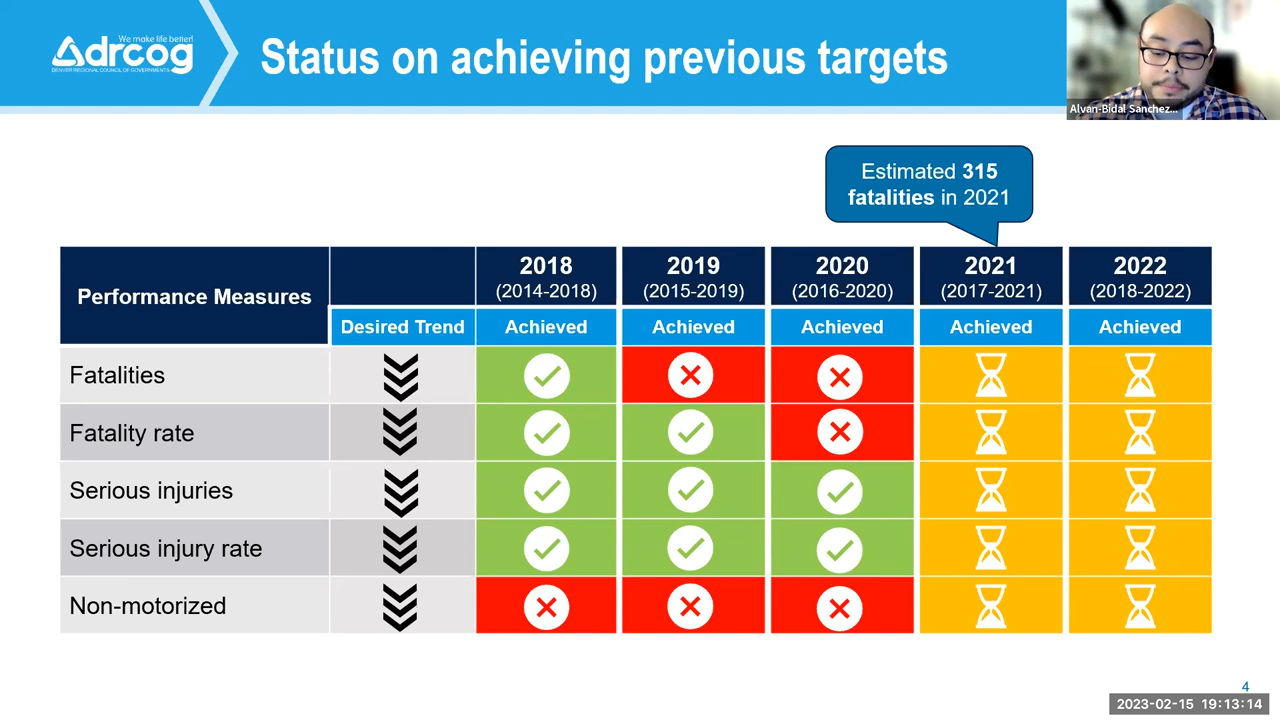 We make life better!
drcog
DENVER REGIONAL COUNCIL OF GOVERNMENTS
Status on achieving previous targets
Alvan-Bidal Sanchez...
Estimated 315
fatalities in 2021
Performance Measures
2018 2019 2020 2021 2022
(2014-2018) (2015-2019) (2016-2020) (2017-2021) (2018-2022)
Desired Trend Achieved Achieved Achieved Achieved Achieved
Fatalities
Fatality rate
Serious injuries
Serious injury rate
Non-motorized
4
2023-02-15 19:13:14